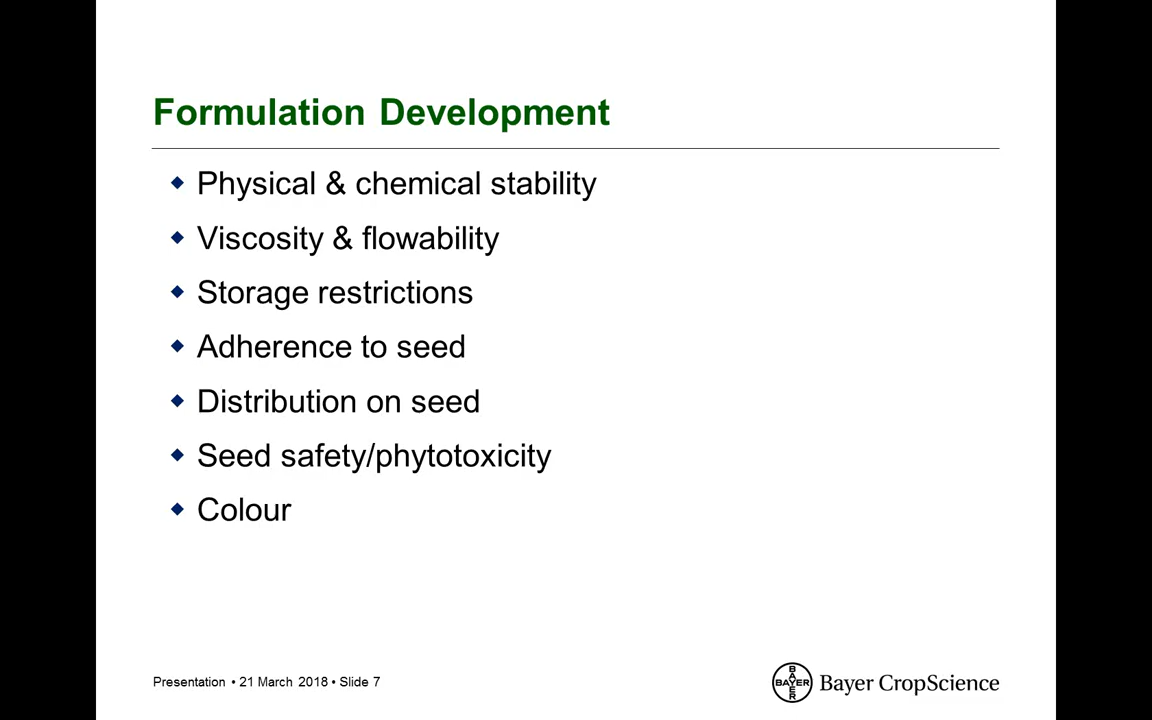 Formulation Development
Physical & chemical stability
Viscosity & flowability
Storage restrictions
Adherence to seed
Distribution on seed
Seed safety/phytotoxicity
Colour
Presentation • 21 March 2018 • Slide 7
BAYER
BAYER
Bayer CropScience